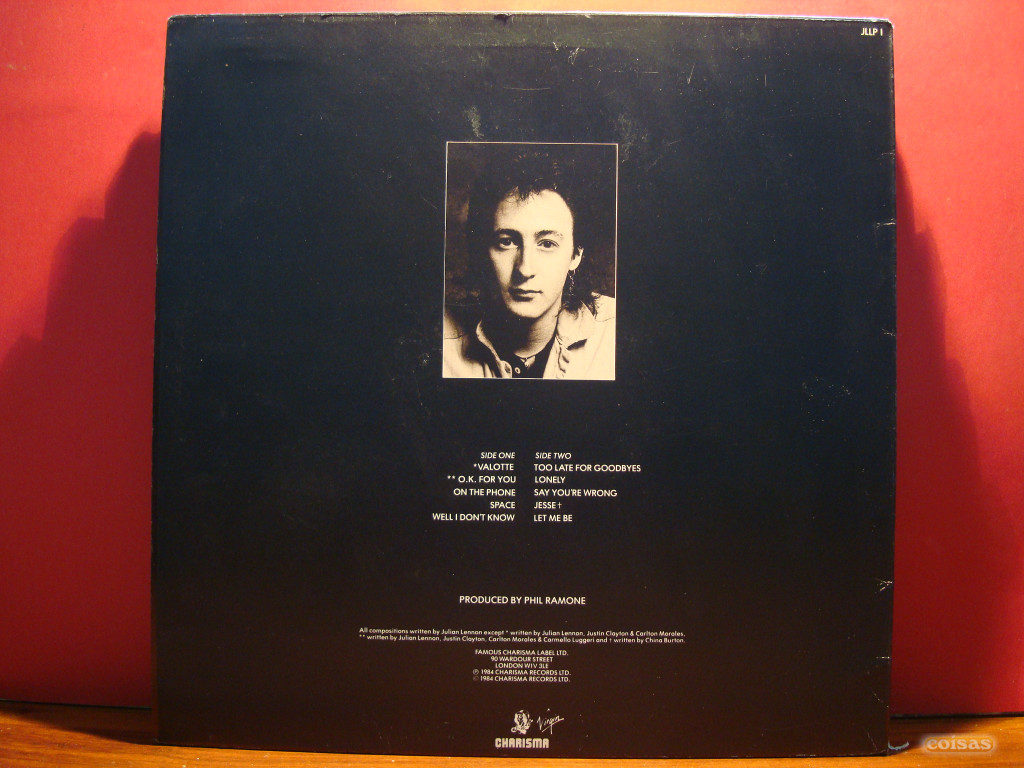 JLLP 1
SIDE ONE
*VALOTTE
** O.K. FOR YOU
ON THE PHONE
SPACE
WELL I DON'T KNOW
SIDE TWO
TOO LATE FOR GOODBYES
LONELY
SAY YOU'RE WRONG
JESSE†
LET ME BE
PRODUCED BY PHIL RAMONE
All compositions written by Julian Lennon except * written by Julian Lennon, Justin Clayton & Carlton Morales,
** written by Julian Lennon, Justin Clayton, Carlton Morales & Carmello Luggeri and † written by China Burton.
FAMOUS CHARISMA LABEL LTD.
90 WARDOUR STREET
LONDON W1V 3LE
℗ 1984 CHARISMA RECORDS LTD.
© 1984 CHARISMA RECORDS LTD.
Virgin
CHARISMA
coisas